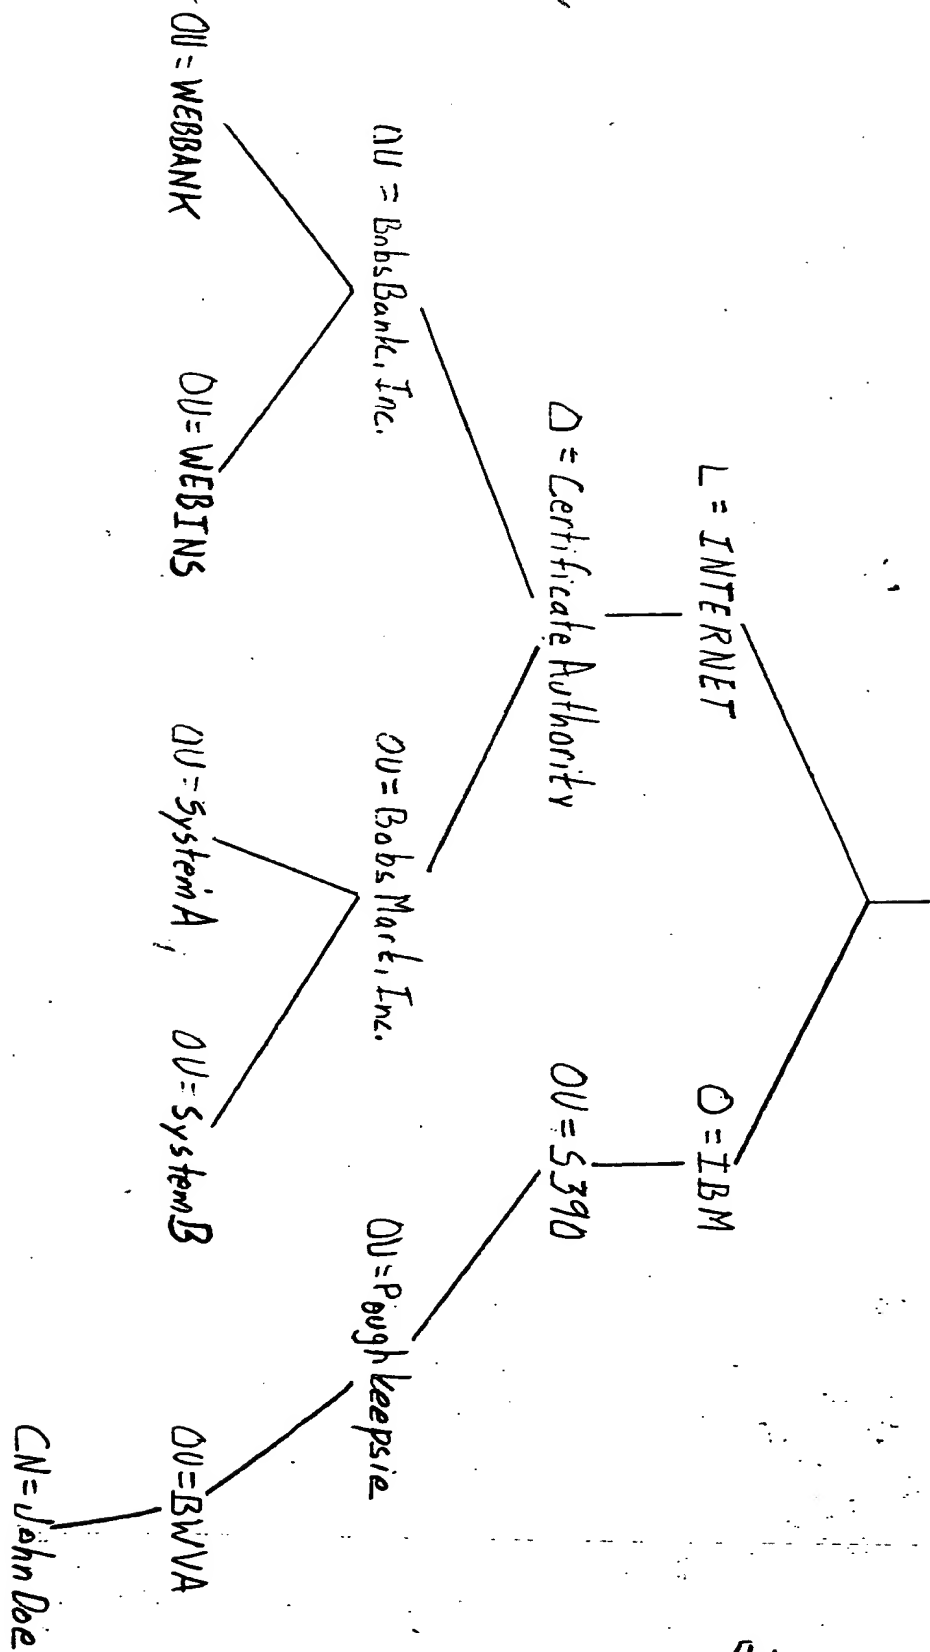 L = INTERNET
O = IBM
O = Certificate Authority
OU = S390
OU = BobsBank, Inc.
OU = Bobs Mart, Inc.
OU = Poughkeepsie
OU = WEBBANK
OU = WEBINS
OU = SystemA
OU = SystemB
OU = BWVA
CN = John Doe